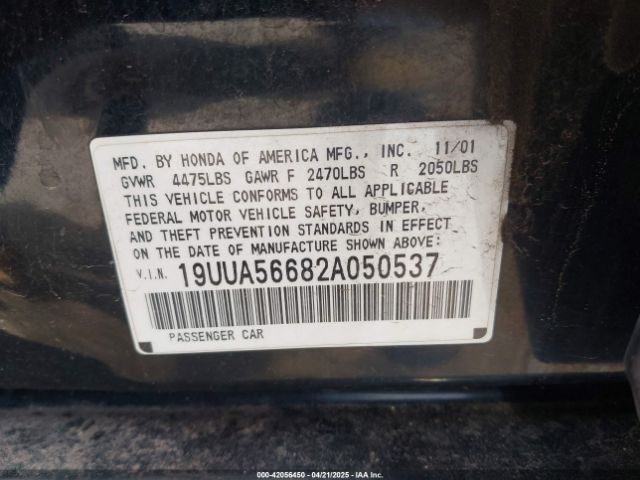 MFD. BY HONDA OF AMERICA MFG., INC. 11/01
GVWR 4475LBS GAWR F 2470LBS R 2050LBS
THIS VEHICLE CONFORMS TO ALL APPLICABLE
FEDERAL MOTOR VEHICLE SAFETY, BUMPER,
AND THEFT PREVENTION STANDARDS IN EFFECT
ON THE DATE OF MANUFACTURE SHOWN ABOVE:
V.I.N. 19UUA56682A050537
PASSENGER CAR
000-42056450 - 04/21/2025 - IAAI.COM